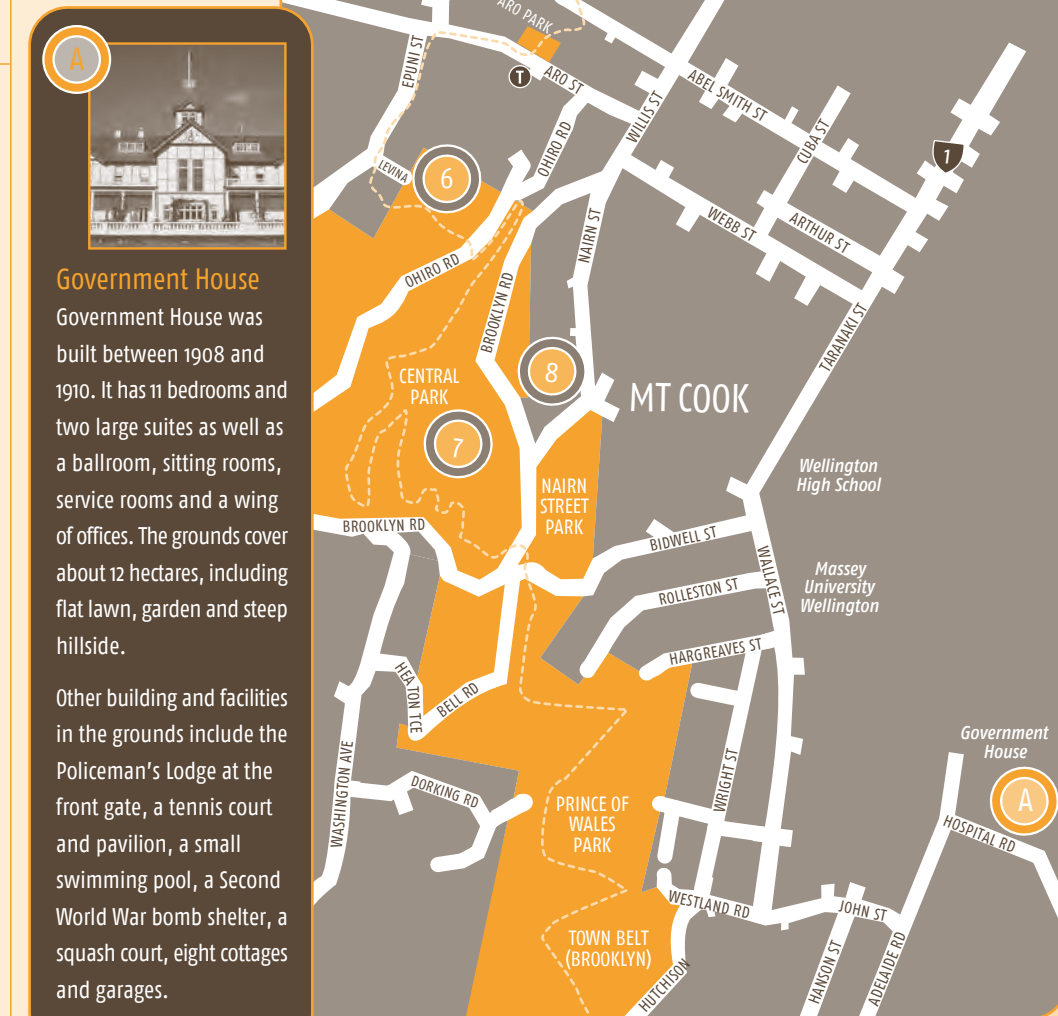 A
Government House
Government House was
built between 1908 and
1910. It has 11 bedrooms and
two large suites as well as
a ballroom, sitting rooms,
service rooms and a wing
of offices. The grounds cover
about 12 hectares, including
flat lawn, garden and steep
hillside.
Other building and facilities
in the grounds include the
Policeman's Lodge at the
front gate, a tennis court
and pavilion, a small
swimming pool, a Second
World War bomb shelter, a
squash court, eight cottages
and garages.
ARO PARK
EPUNI ST
T
ARO ST
ABEL SMITH ST
WILLIS ST
CUBA ST
1
OHIRO RD
LEVINA
6
WEBB ST
ARTHUR ST
NAIRN ST
OHIRO RD
BROOKLYN RD
TARANAKI ST
CENTRAL
PARK
8
MT COOK
7
Wellington
High School
NAIRN
STREET
PARK
BROOKLYN RD
BIDWELL ST
WALLACE ST
Massey
University
Wellington
ROLLESTON ST
HARGREAVES ST
HEATON TCE
BELL RD
WASHINGTON AVE
DORKING RD
WRIGHT ST
Government
House
A
PRINCE OF
WALES
PARK
HOSPITAL RD
WESTLAND RD
JOHN ST
TOWN BELT
(BROOKLYN)
HUTCHISON
HANSON ST
ADELAIDE RD